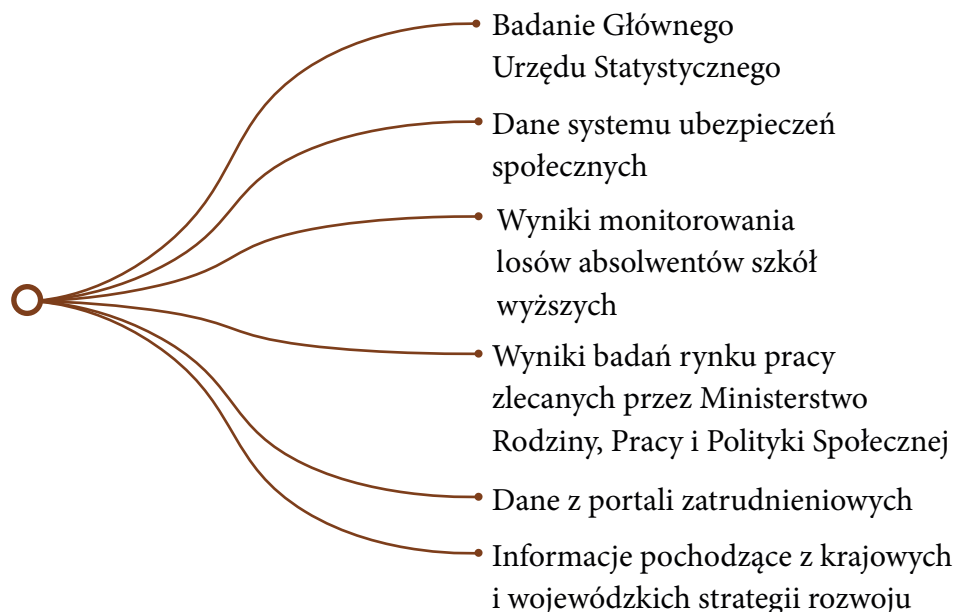 Badanie Głównego
Urzędu Statystycznego
Dane systemu ubezpieczeń
społecznych
Wyniki monitorowania
losów absolwentów szkół
wyższych
Wyniki badań rynku pracy
zlecanych przez Ministerstwo
Rodziny, Pracy i Polityki Społecznej
Dane z portali zatrudnieniowych
Informacje pochodzące z krajowych
i wojewódzkich strategii rozwoju